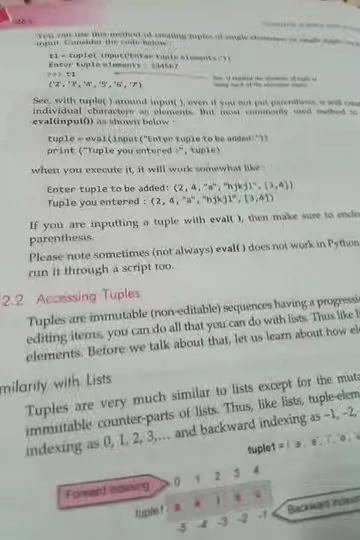 You can use this method of creating tuples of single characters
input. Consider the code below:
t1 = tuple( input("Enter tuple elements:"))
Enter tuple elements : 234567
>>> t1
('2', '3', '4', '5', '6', '7')
See, with tuple( ) around input( ), even if you not put parenthesis, it will
individual characters as elements. But most commonly used method
eval(input()) as shown below :
tuple = eval(input("Enter tuple to be added:"))
print ("Tuple you entered :", tuple)
when you execute it, it will work somewhat like :
Enter tuple to be added: (2, 4, "a", "hjkjl", [3,4])
Tuple you entered : (2, 4, "a", "hjkjl", [3,4])
If you are inputting a tuple with eval( ), then make sure to
parenthesis.
Please note sometimes (not always) eval( ) does not work in Python
run it through a script too.
2.2 Accessing Tuples
Tuples are immutable (non-editable) sequences having a
editing items, you can do all that you can do with lists. Thus like
elements. Before we talk about that, let us learn about how
with Lists
Tuples are very much similar to lists except for the
immutable counter-parts of lists. Thus, like lists,
indexing as 0, 1, 2, 3,... and backward indexing as –1, –2,
tuple1 =
Forward indexing
0 1 2 3 4
tuple1
-5 -4 -3 -2 -1
Backward